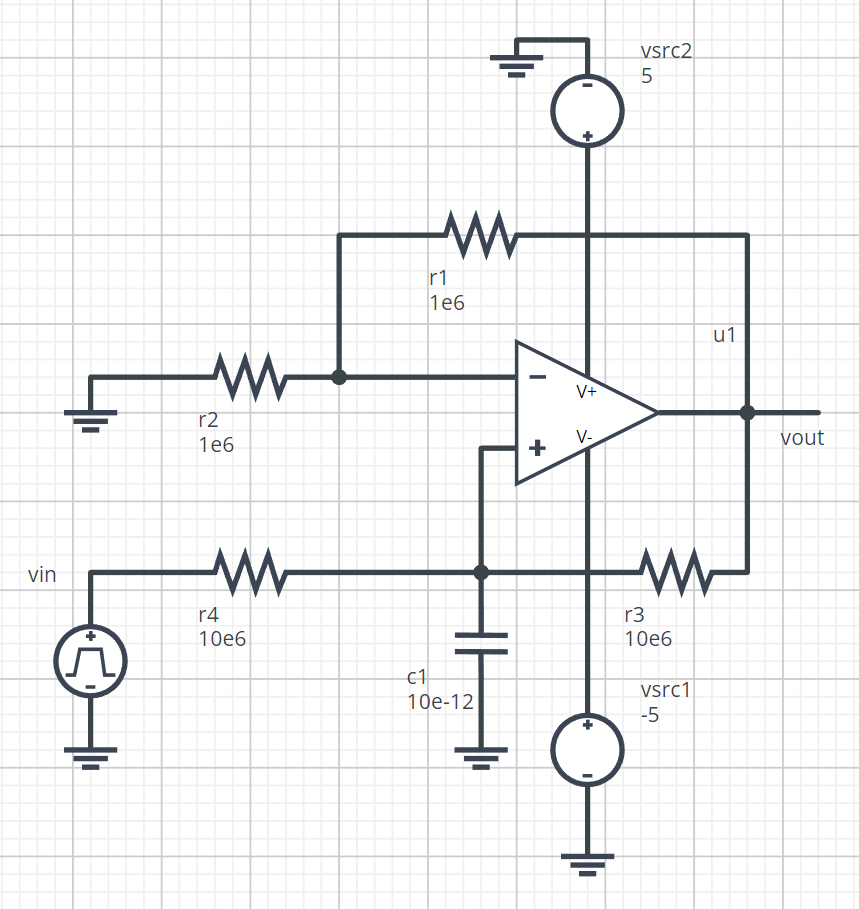 vsrc2
5
r1
1e6
u1
−
V+
r2
1e6
V-
+
vout
vin
r4
10e6
r3
10e6
c1
10e-12
vsrc1
-5